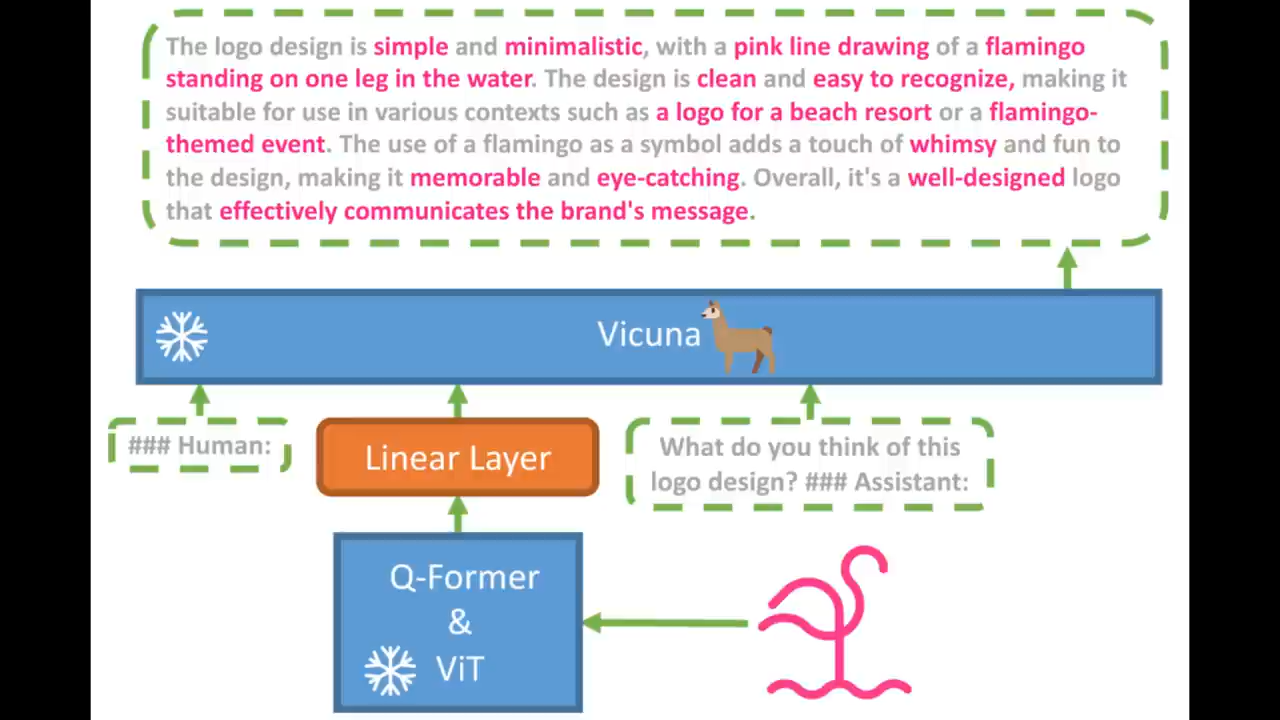 The logo design is simple and minimalistic, with a pink line drawing of a flamingo
standing on one leg in the water. The design is clean and easy to recognize, making it
suitable for use in various contexts such as a logo for a beach resort or a flamingo-
themed event. The use of a flamingo as a symbol adds a touch of whimsy and fun to
the design, making it memorable and eye-catching. Overall, it's a well-designed logo
that effectively communicates the brand's message.
Vicuna
### Human:
Linear Layer
What do you think of this
logo design? ### Assistant:
Q-Former
&
ViT